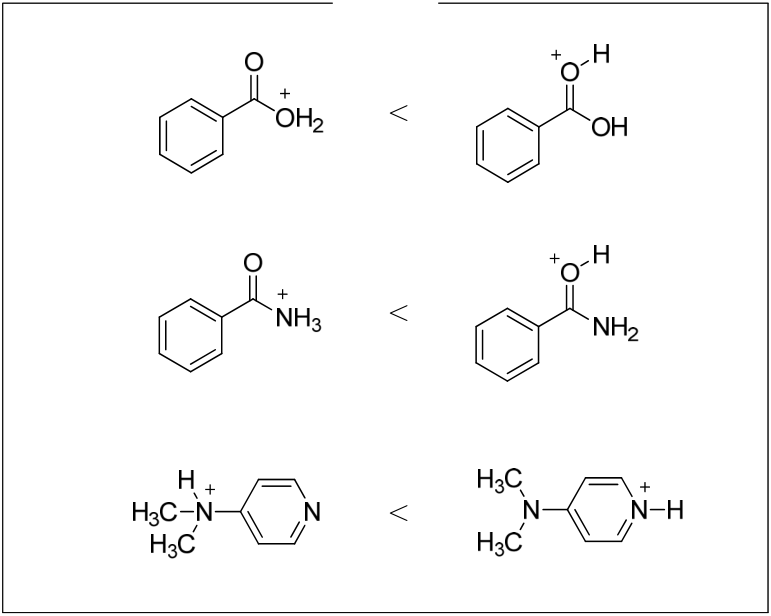 O + OH2 < + O H OH
O + NH3 < + O H NH2
H + H3C N H3C N < H3C N H3C N + H